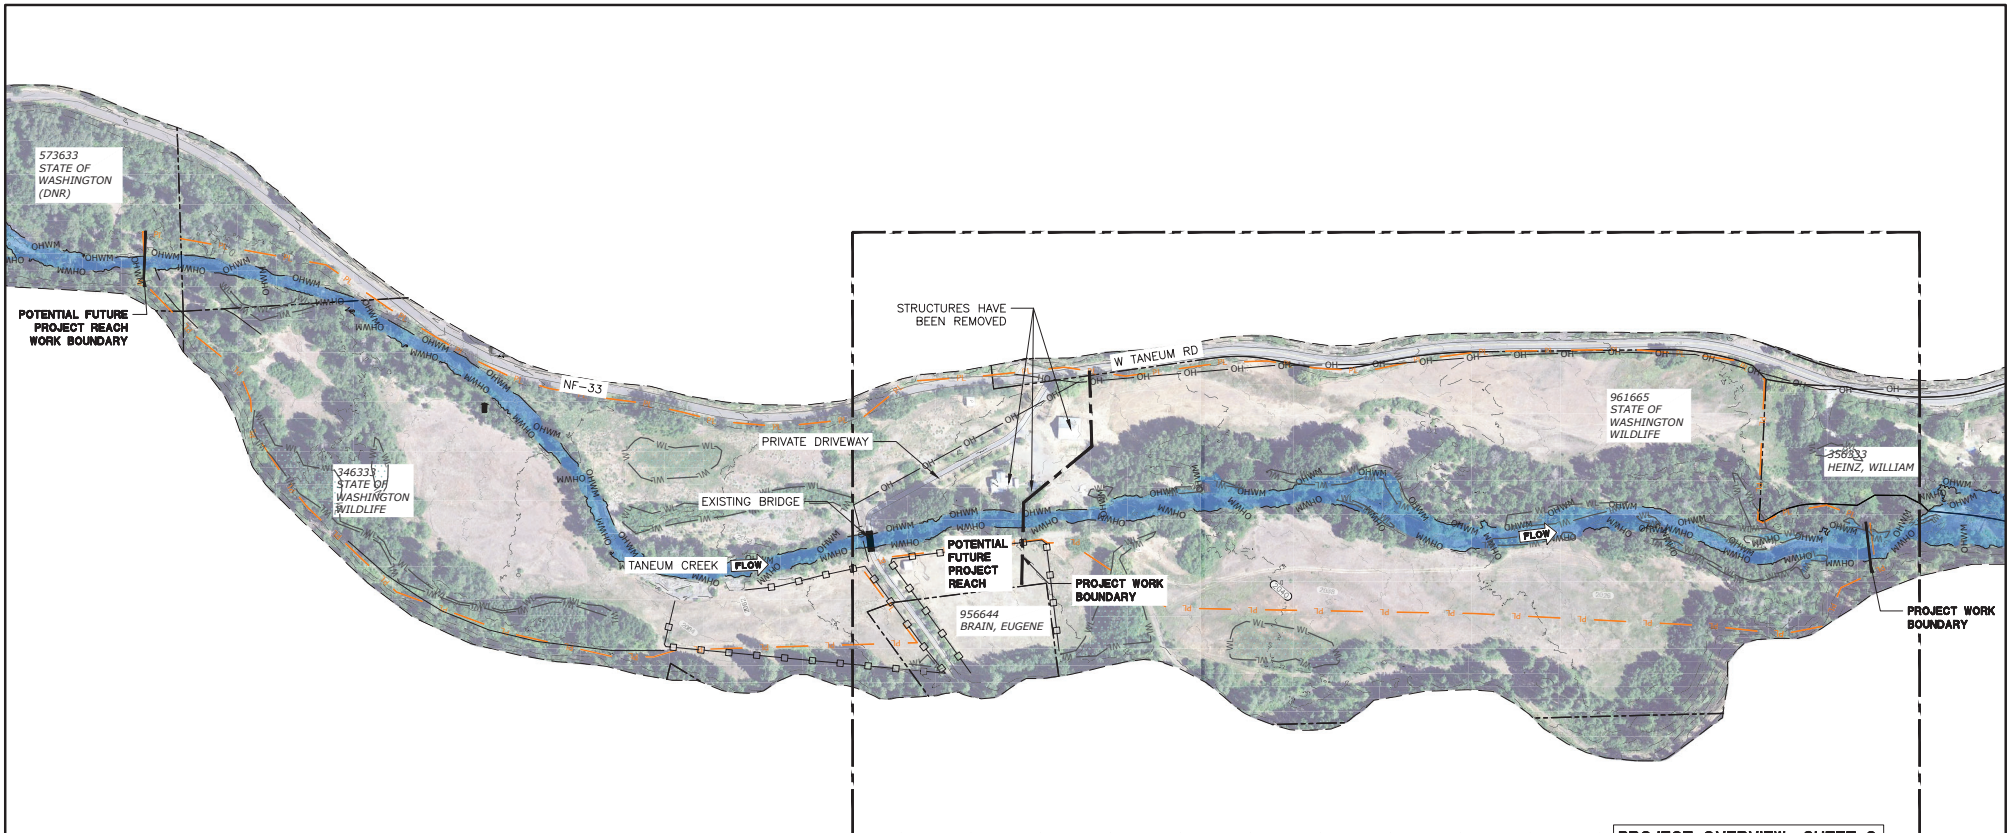 573633
STATE OF
WASHINGTON
(DNR)
POTENTIAL FUTURE
PROJECT REACH
WORK BOUNDARY
346333
STATE OF
WASHINGTON
WILDLIFE
NF-33
TANEUM CREEK
FLOW
EXISTING BRIDGE
PRIVATE DRIVEWAY
STRUCTURES HAVE
BEEN REMOVED
W TANEUM RD
POTENTIAL
FUTURE
PROJECT
REACH
956644
BRAIN, EUGENE
PROJECT WORK
BOUNDARY
961665
STATE OF
WASHINGTON
WILDLIFE
FLOW
356333
HEINZ, WILLIAM
PROJECT WORK
BOUNDARY
OHWM
WL
OH
PL